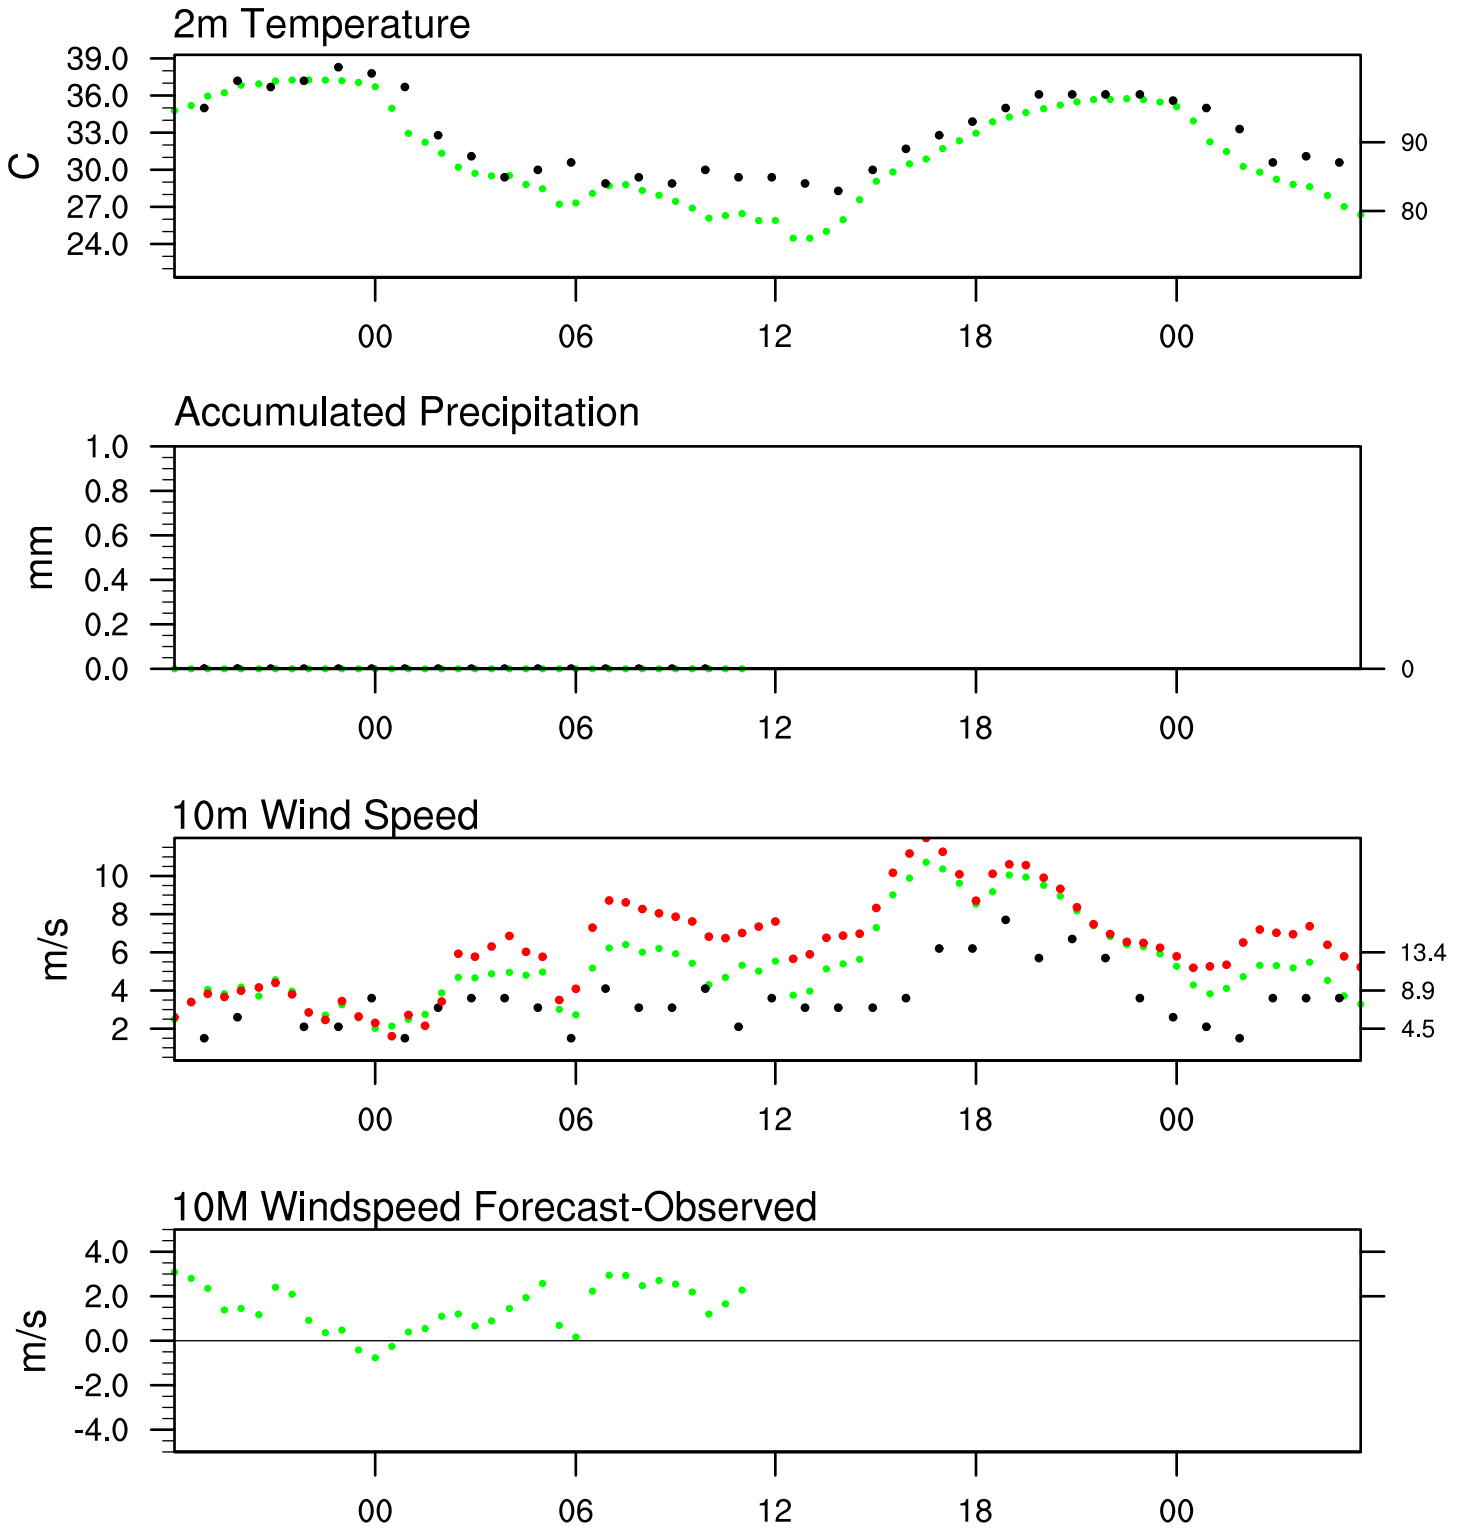 2m Temperature
39.0
36.0
33.0
30.0
27.0
24.0
C
90
80
00 06 12 18 00
Accumulated Precipitation
1.0
0.8
0.6
0.4
0.2
0.0
mm
0
00 06 12 18 00
10m Wind Speed
10
8
6
4
2
m/s
13.4
8.9
4.5
00 06 12 18 00
10M Windspeed Forecast-Observed
4.0
2.0
0.0
-2.0
-4.0
m/s
00 06 12 18 00